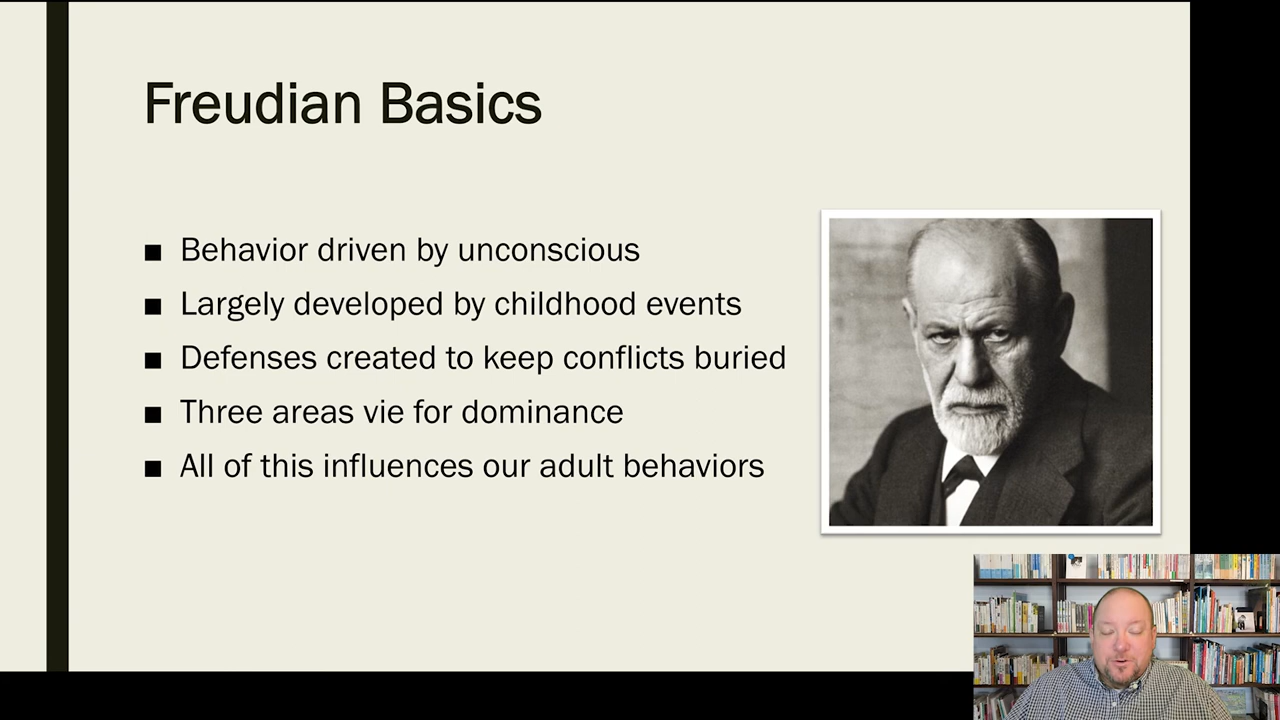 Freudian Basics
■ Behavior driven by unconscious
■ Largely developed by childhood events
■ Defenses created to keep conflicts buried
■ Three areas vie for dominance
■ All of this influences our adult behaviors